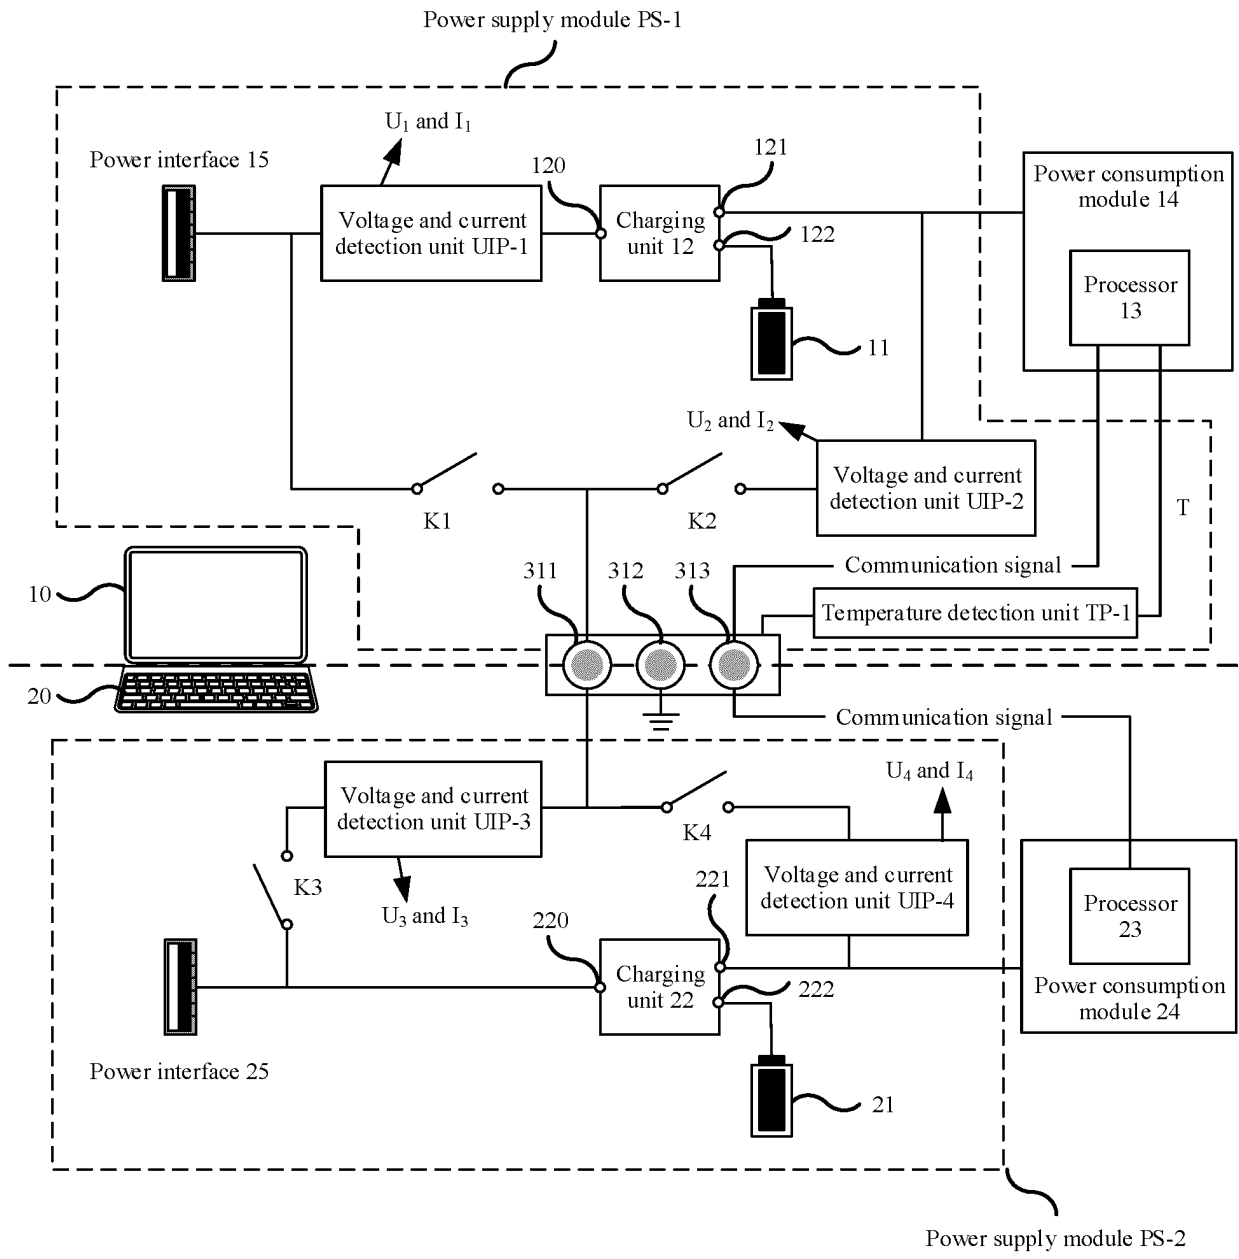 Power supply module PS-1
U1 and I1
Power interface 15
120
121
122
Voltage and current
detection unit UIP-1
Charging
unit 12
Power consumption
module 14
Processor
13
11
U2 and I2
Voltage and current
detection unit UIP-2
K1
K2
T
Communication signal
311
312
313
Temperature detection unit TP-1
10
20
Communication signal
Voltage and current
detection unit UIP-3
U4 and I4
K4
K3
U3 and I3
Voltage and current
detection unit UIP-4
Processor
23
Power consumption
module 24
220
221
222
Charging
unit 22
Power interface 25
21
Power supply module PS-2